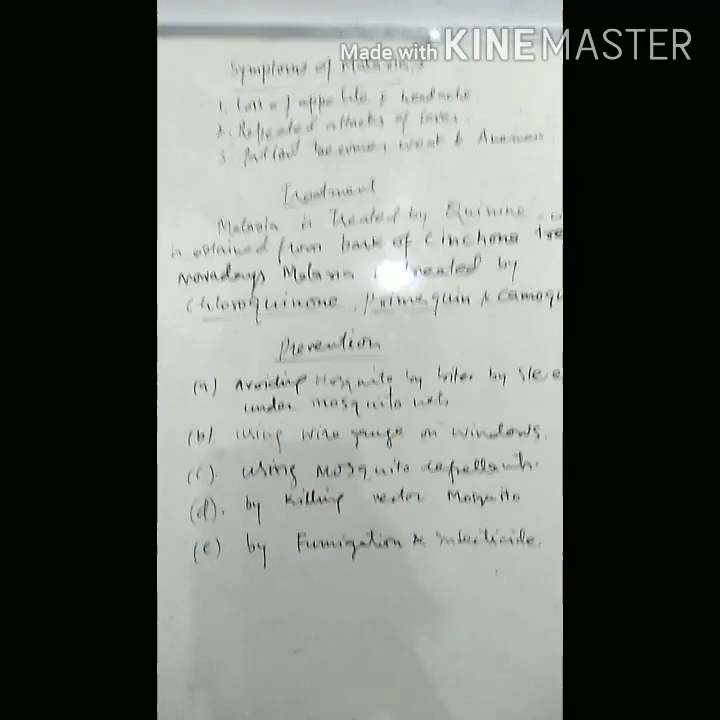 Made with KINEMASTER
Symptoms of Malaria
1. Loss of appetite & headache.
2. Repeated attacks of fever
3. Patient becomes weak &
Treatment
Malaria is Treated by Quinine
is obtained from bark of Cinchona tre
nowadays Malaria is treated by
Chloroquinone, Primaquin & Camoqu
Prevention
(a) Avoiding Mosquito by bites by slee
under mosquito net.
(b). Using wire gauge on windows.
(c). Using Mosquito repellants.
(d). by Killing vector Mosquito
(e) by Fumigation &